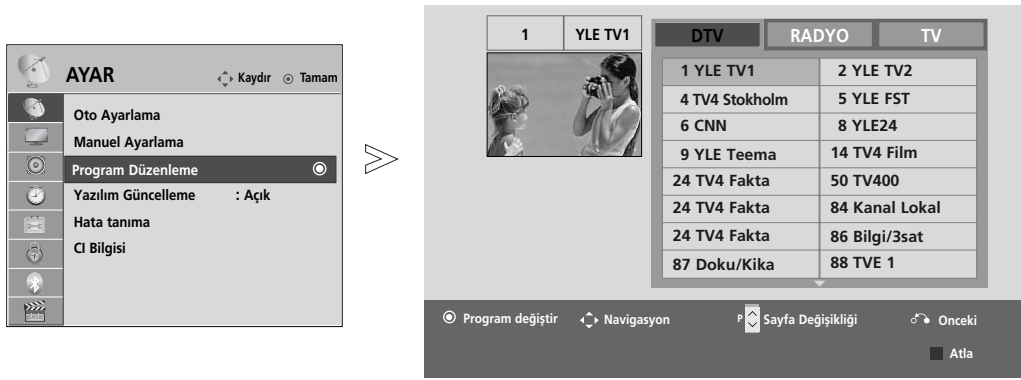 AYAR Kaydır Tamam
Oto Ayarlama
Manuel Ayarlama
Program Düzenleme
Yazılım Güncelleme : Açık
Hata tanıma
CI Bilgisi
1 YLE TV1
DTV RADYO TV
1 YLE TV1 2 YLE TV2
4 TV4 Stokholm 5 YLE FST
6 CNN 8 YLE24
9 YLE Teema 14 TV4 Film
24 TV4 Fakta 50 TV400
24 TV4 Fakta 84 Kanal Lokal
24 TV4 Fakta 86 Bilgi/3sat
87 Doku/Kika 88 TVE 1
Program değiştir Navigasyon P Sayfa Değişikliği Onceki
Atla